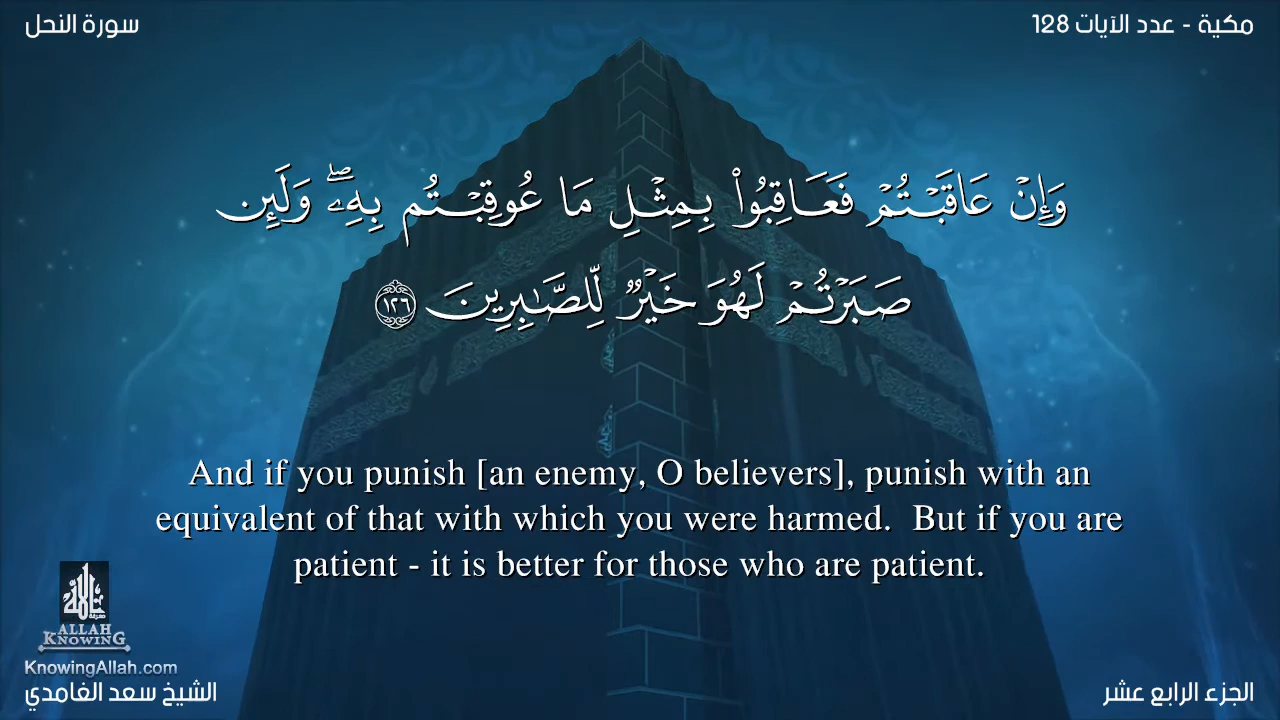 مكية - عدد الآيات 128
سورة النحل
وَإِنْ عَاقَبْتُمْ فَعَاقِبُوا۟ بِمِثْلِ مَا عُوقِبْتُم بِهِۦ ۖ وَلَئِن
صَبَرْتُمْ لَهُوَ خَيْرٌ لِّلصَّـٰبِرِينَ ١٢٦
And if you punish [an enemy, O believers], punish with an
equivalent of that with which you were harmed.  But if you are
patient - it is better for those who are patient.
ALLAH
KNOWING
KnowingAllah.com
الشيخ سعد الغامدي
الجزء الرابع عشر